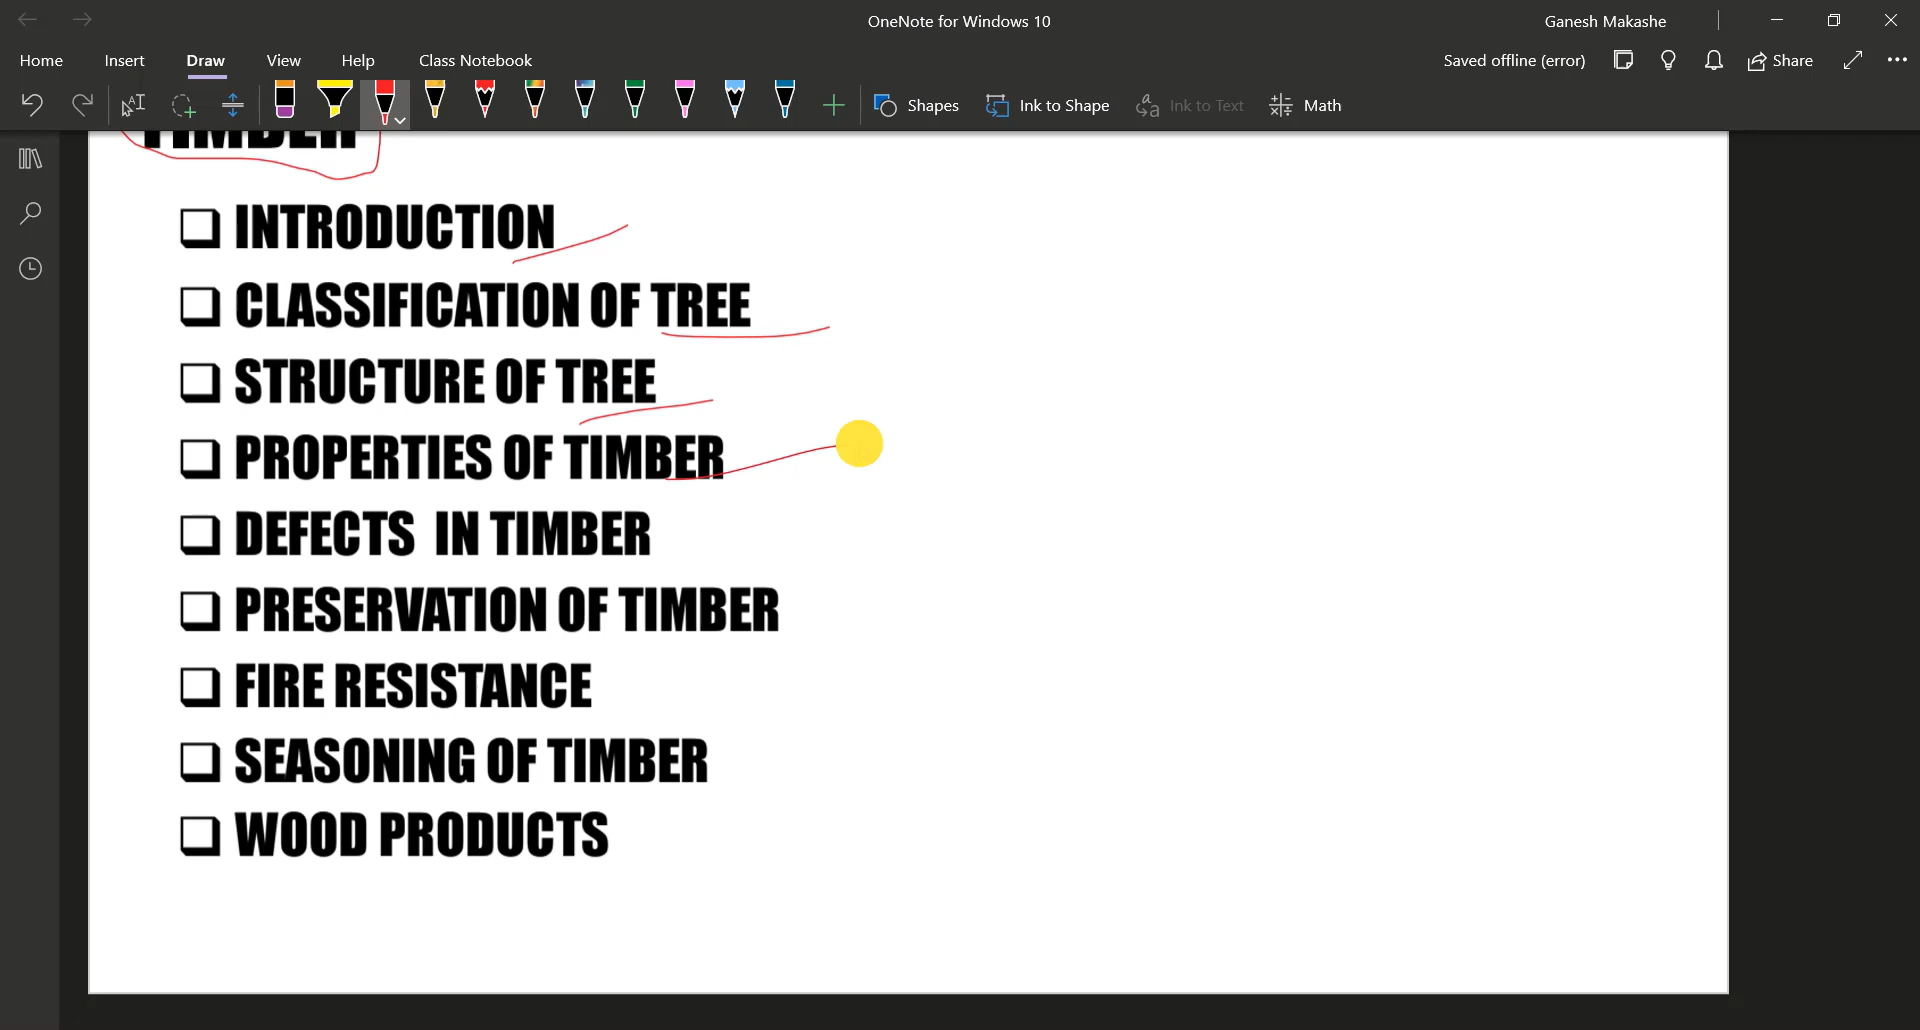 OneNote for Windows 10
Ganesh Makashe
Home Insert Draw View Help Class Notebook
Saved offline (error) Share
Shapes Ink to Shape Ink to Text Math
TIMBER
INTRODUCTION
CLASSIFICATION OF TREE
STRUCTURE OF TREE
PROPERTIES OF TIMBER
DEFECTS IN TIMBER
PRESERVATION OF TIMBER
FIRE RESISTANCE
SEASONING OF TIMBER
WOOD PRODUCTS